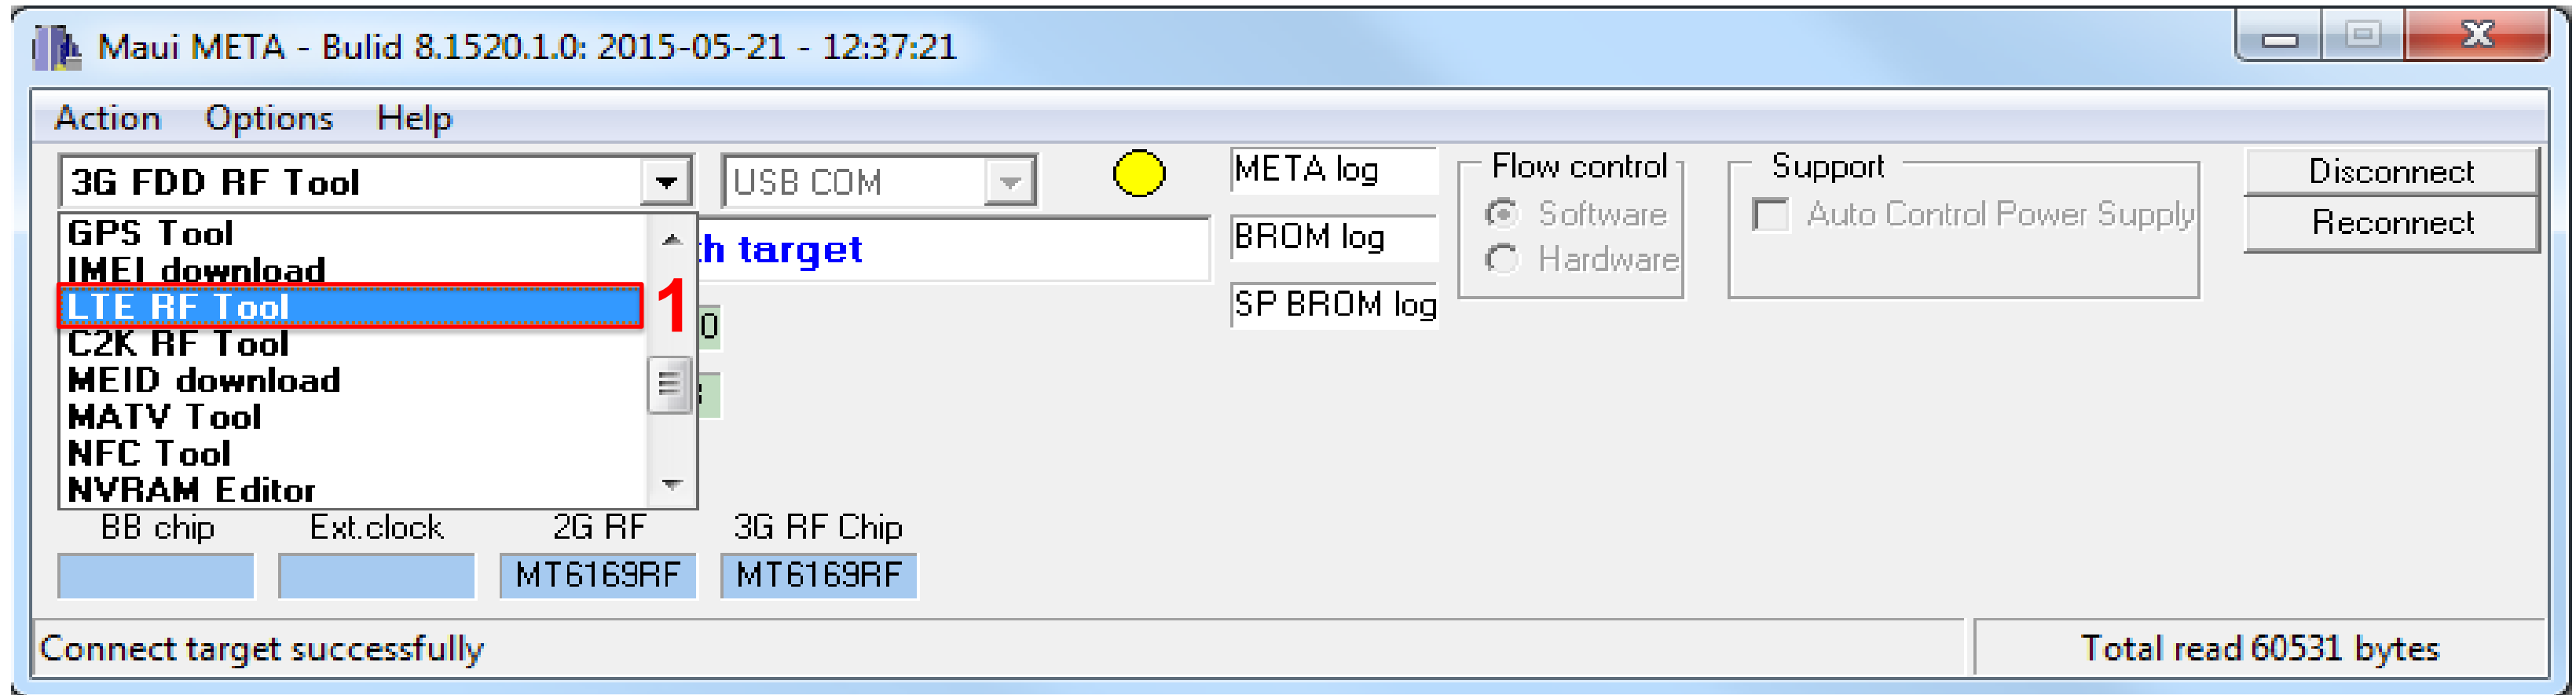 Maui META - Bulid 8.1520.1.0: 2015-05-21 - 12:37:21
Action Options Help
3G FDD RF Tool
USB COM
META log
Flow control
Support
Disconnect
GPS Tool
target
BROM log
Software
Auto Control Power Supply
Reconnect
IMEI download
Hardware
LTE RF Tool
1
SP BROM log
0
C2K RF Tool
MEID download
MATV Tool
NFC Tool
NVRAM Editor
BB chip Ext.clock 2G RF 3G RF Chip
MT6169RF MT6169RF
Connect target successfully
Total read 60531 bytes